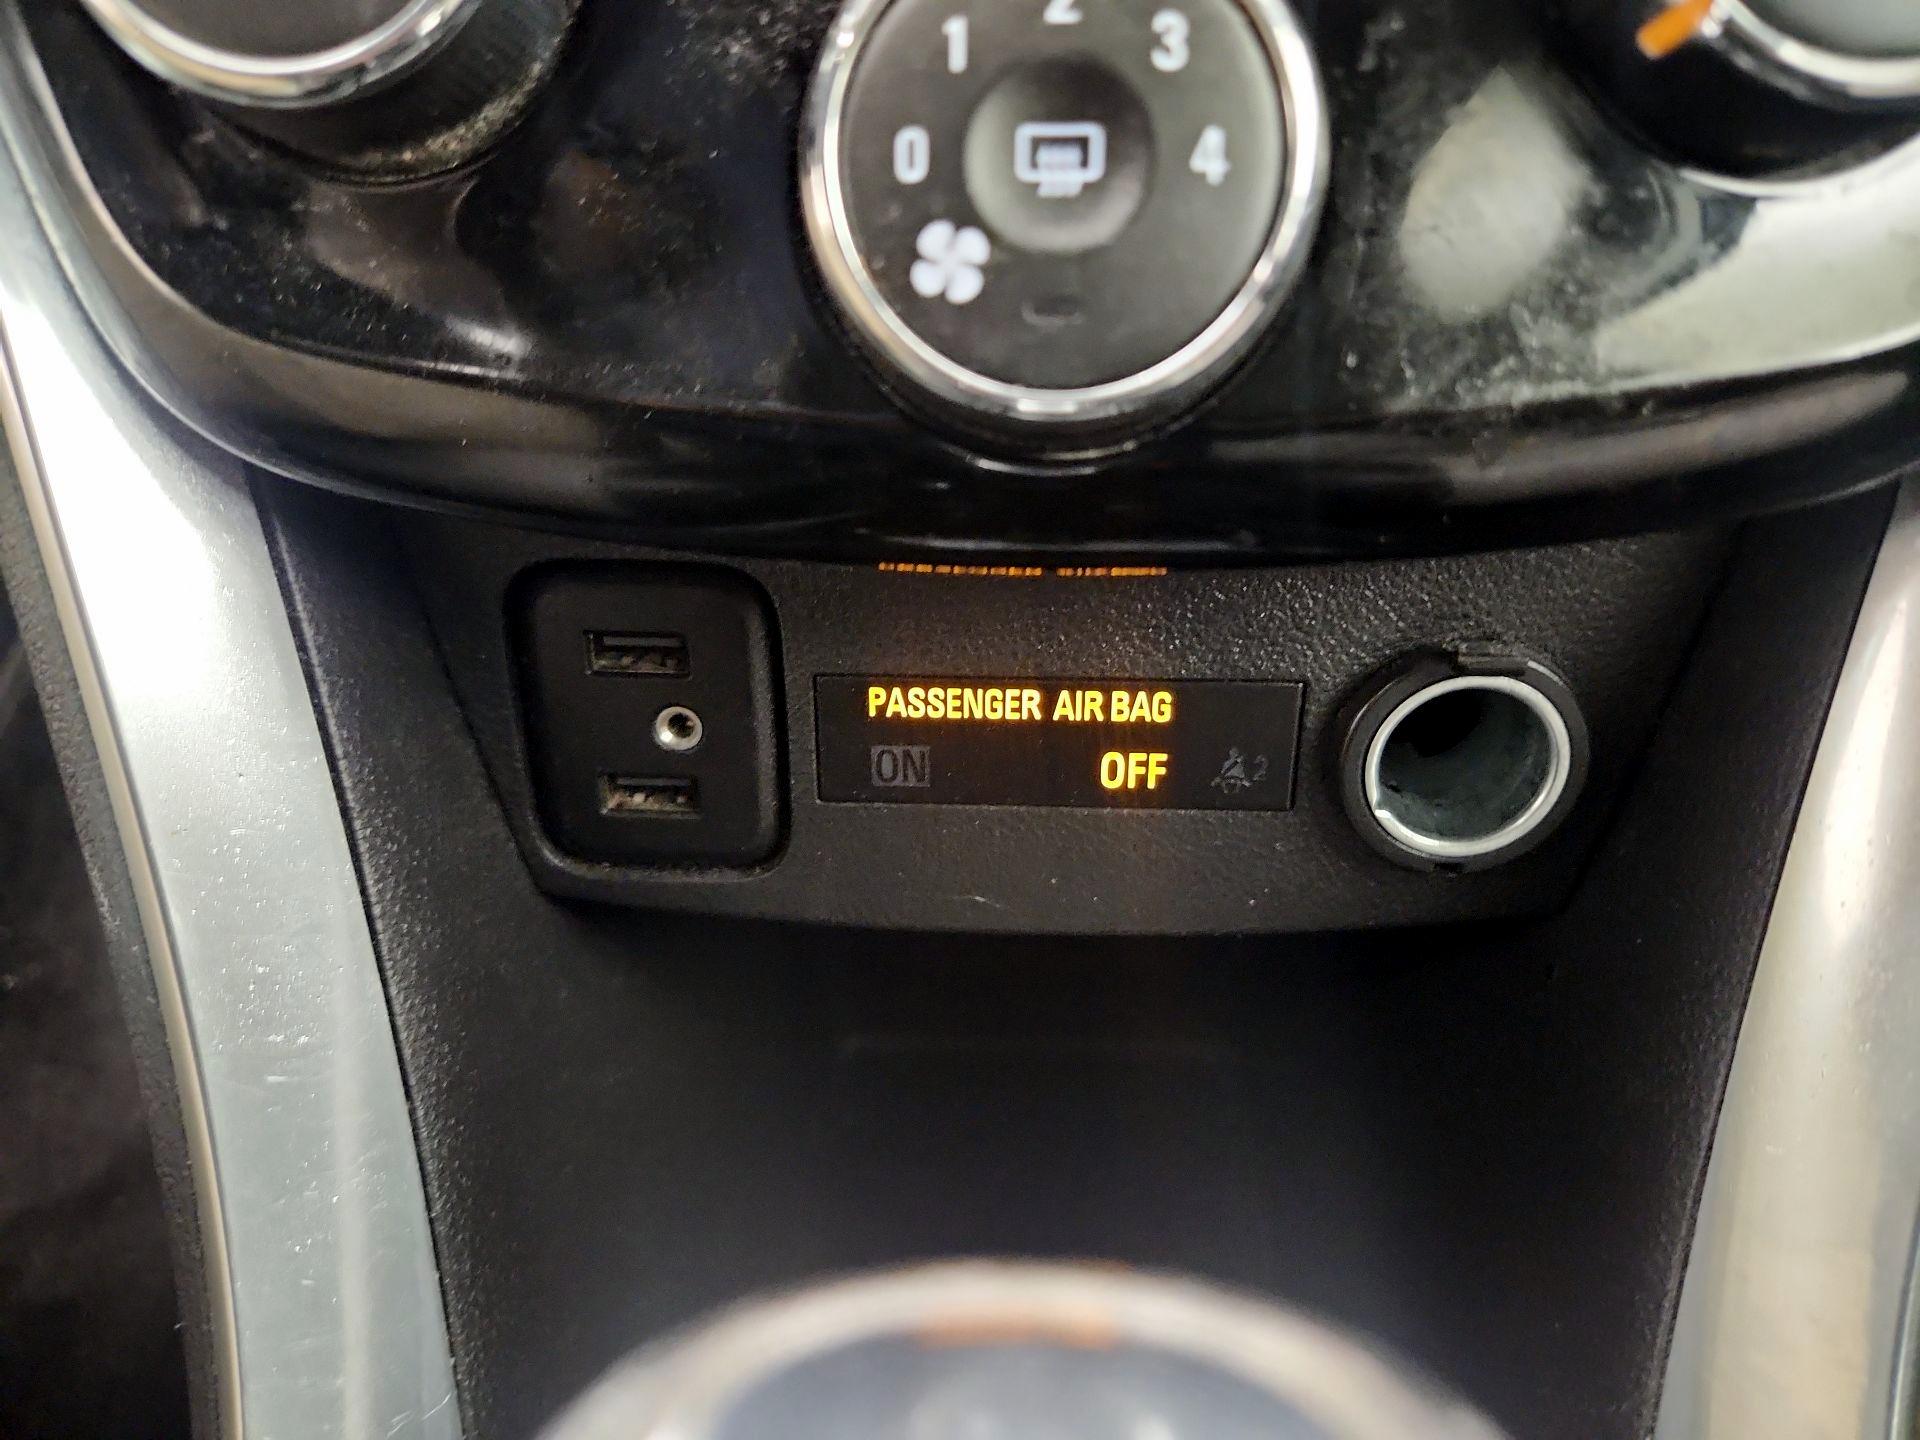 1 2 3
0 4
PASSENGER AIR BAG
ON OFF 2